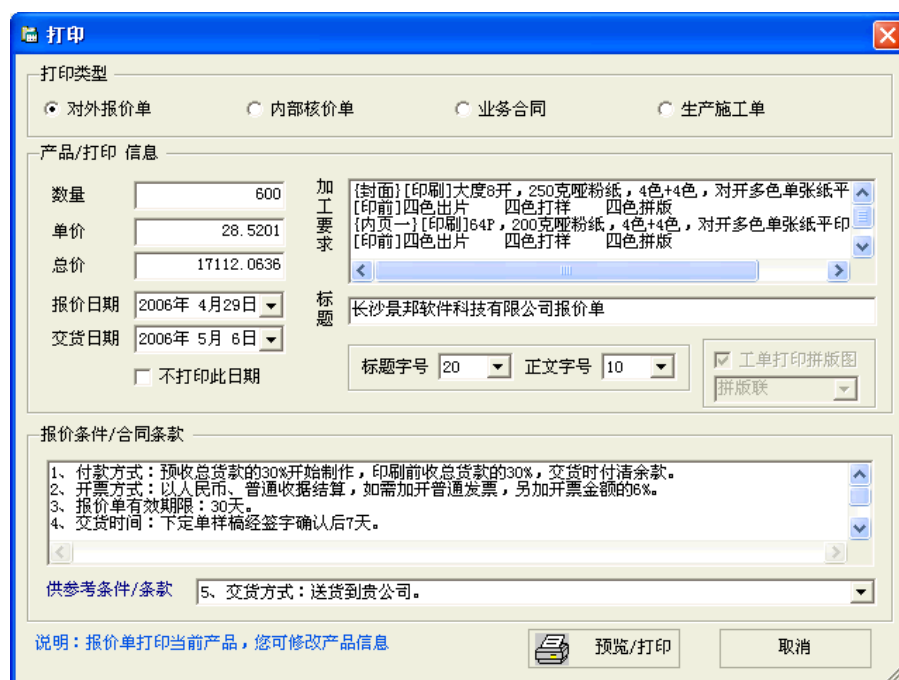 打印
打印类型
对外报价单
内部核价单
业务合同
生产施工单
产品/打印 信息
数量
600
单价
28.5201
总价
17112.0636
报价日期
2006年 4月29日
交货日期
2006年 5月 6日
不打印此日期
加工要求
{封面}[印刷]大度8开，250克哑粉纸，4色+4色，对开多色单张纸平
[印前]四色出片 四色打样 四色拼版
{内页一}[印刷]64P，200克哑粉纸，4色+4色，对开多色单张纸平印
[印前]四色出片 四色打样 四色拼版
标题
长沙景邦软件科技有限公司报价单
标题字号
20
正文字号
10
工单打印拼版图
拼版联
报价条件/合同条款
1、付款方式：预收总货款的30%开始制作，印刷前收总货款的30%，交货时付清余款。
2、开票方式：以人民币、普通收据结算，如需加开普通发票，另加开票金额的6%。
3、报价单有效期限：30天。
4、交货时间：下定单样稿经签字确认后7天。
供参考条件/条款
5、交货方式：送货到贵公司。
说明：报价单打印当前产品，您可修改产品信息
预览/打印
取消